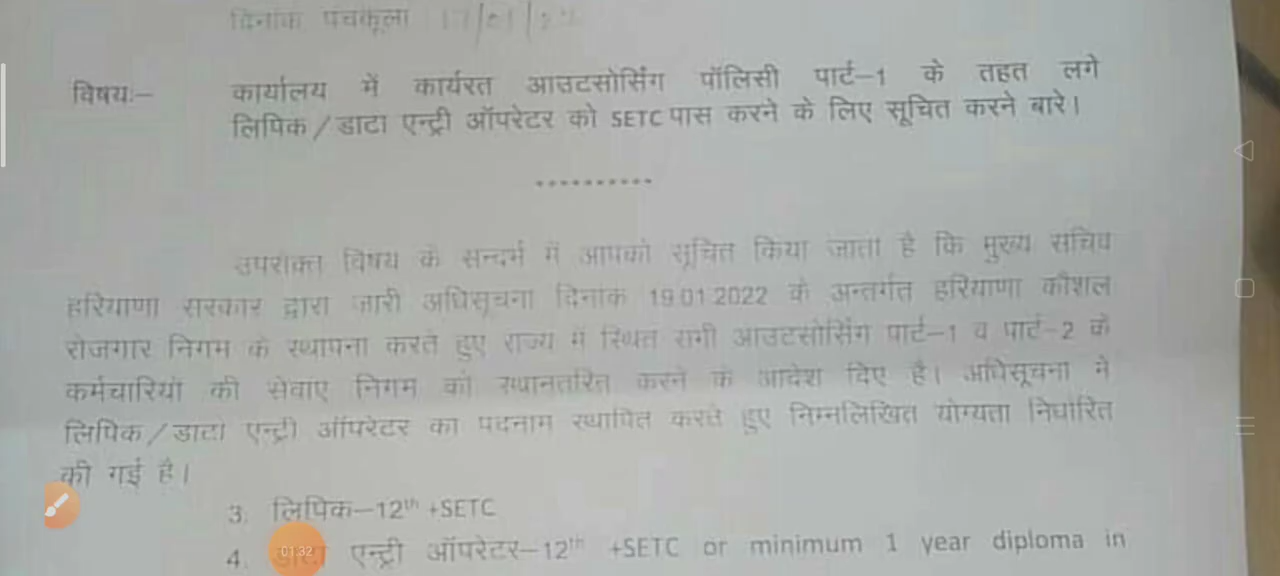 दिनांक पंचकूला
विषयः– कार्यालय में कार्यरत आउटसोर्सिंग पॉलिसी पार्ट–1 के तहत लगे
लिपिक / डाटा एन्ट्री ऑपरेटर को SETC पास करने के लिए सूचित करने बारे।
..........
उपरोक्त विषय के सन्दर्भ में आपको सूचित किया जाता है कि मुख्य सचिव
हरियाणा सरकार द्वारा जारी अधिसूचना दिनांक 19.01.2022 के अन्तर्गत हरियाणा कौशल
रोजगार निगम के स्थापना करते हुए राज्य में स्थित सभी आउटसोर्सिंग पार्ट–1 व पार्ट–2 के
कर्मचारियों की सेवाए निगम को स्थानतरित करने के आदेश दिए है। अधिसूचना ने
लिपिक / डाटा एन्ट्री ऑपरेटर का पदनाम स्थापित करते हुए निम्नलिखित योग्यता निर्धारित
की गई है।
3. लिपिक–12th +SETC
4. डाटा एन्ट्री ऑपरेटर–12th +SETC or minimum 1 year diploma in
01:32